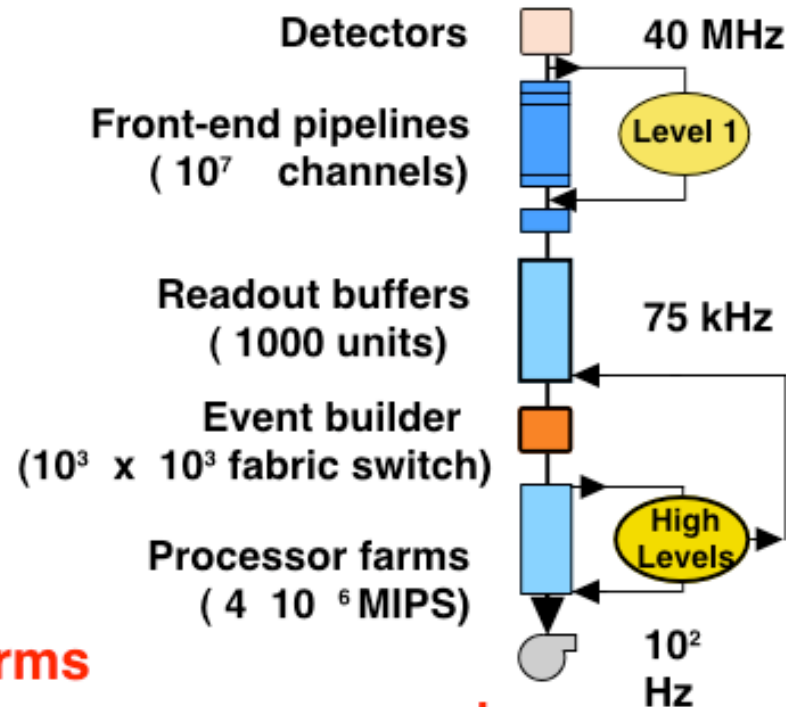 Detectors
40 MHz
Front-end pipelines
( 10⁷ channels)
Level 1
Readout buffers
( 1000 units)
75 kHz
Event builder
(10³ x 10³ fabric switch)
High
Levels
Processor farms
( 4 10 ⁶ MIPS)
10²
Hz